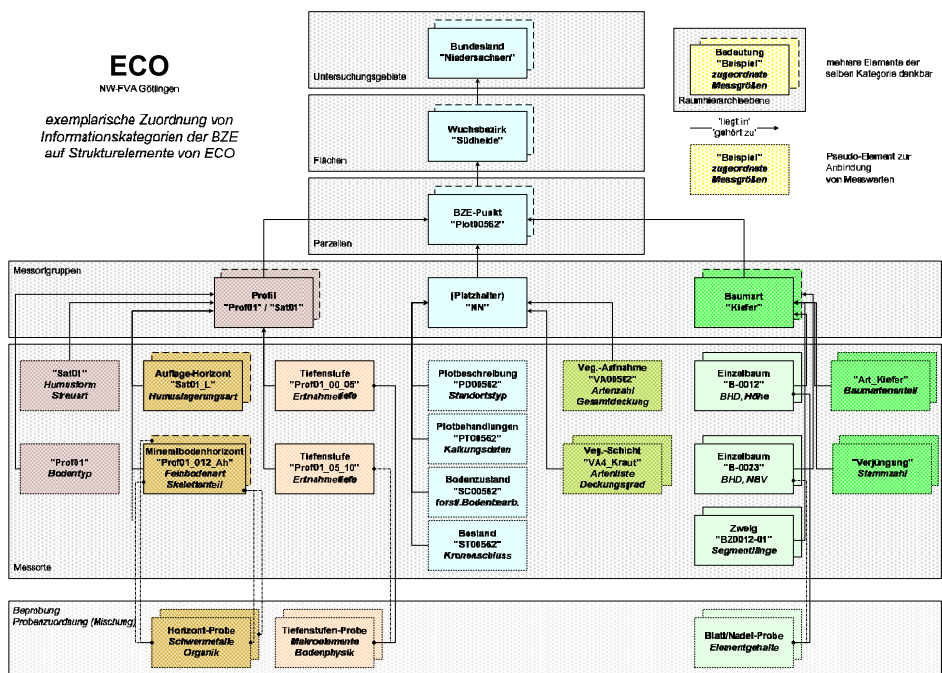 ECO
NW-FVA Göttingen
exemplarische Zuordnung von
Informationskategorien der BZE
auf Strukturelemente von ECO
Bundesland
"Niedersachsen"
Untersuchungsgebiete
Wuchsbezirk
"Südheide"
Flächen
BZE-Punkt
"Plot00562"
Parzellen
Bedeutung
"Beispiel"
zugeordnete
Messgrößen
Raumhierarchieebene
mehrere Elemente der
selben Kategorie denkbar
'liegt in'
'gehört zu'
"Beispiel"
zugeordnete
Messgrößen
Pseudo-Element zur
Anbindung
von Messwerten
Messortgruppen
Profil
"Prof01" / "Sat01"
(Platzhalter)
"NN"
Baumart
"Kiefer"
"Sat01"
Humusform
Streuart
Auflage-Horizont
"Sat01_L"
Humuslagerungsart
Tiefenstufe
"Prof01_00_05"
Entnahmetiefe
Plotbeschreibung
"PD00562"
Standortstyp
Veg.-Aufnahme
"VA00562"
Artenzahl
Gesamtdeckung
Einzelbaum
"B-0012"
BHD, Höhe
"Art_Kiefer"
Baumartenanteil
"Prof01"
Bodentyp
Mineralbodenhorizont
"Prof01_012_Ah"
Feinbodenart
Skelettanteil
Tiefenstufe
"Prof01_05_10"
Entnahmetiefe
Plotbehandlungen
"PT00562"
Kalkungsdaten
Bodenzustand
"SC00562"
forstl.Bodenbearb.
Bestand
"ST00562"
Kronenschluss
Veg.-Schicht
"VA4_Kraut"
Artenliste
Deckungsgrad
Einzelbaum
"B-0023"
BHD, NBV
"Verjüngung"
Stammzahl
Zweig
"BZ0012-01"
Segmentlänge
Messorte
Beprobung
Probenzuordnung (Mischung)
Horizont-Probe
Schwermetalle
Organik
Tiefenstufen-Probe
Makroelemente
Bodenphysik
Blatt/Nadel-Probe
Elementgehalte